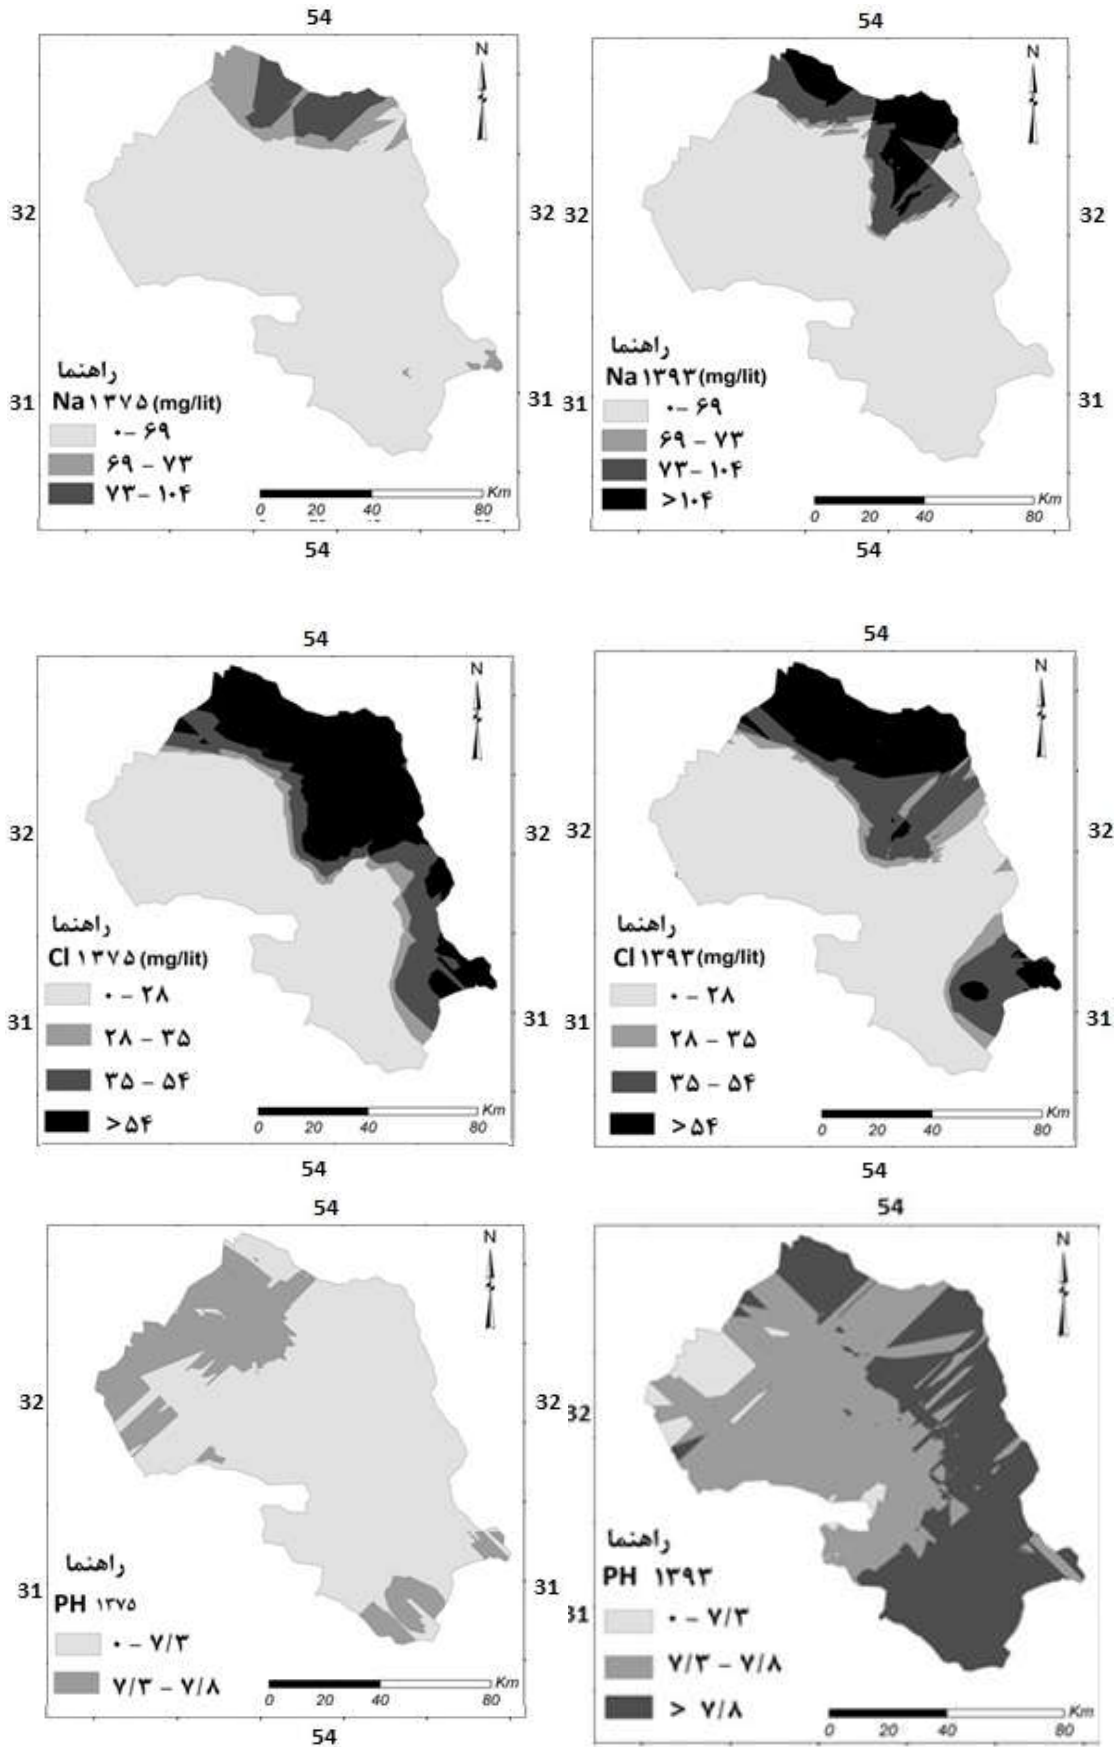 54
N
32
32
31
31
راهنما
Na ۱۳۷۵ (mg/lit)
۰ – ۶۹
۶۹ – ۷۳
۷۳ – ۱۰۴
Km
0 20 40 80
54
54
N
32
32
31
31
راهنما
Na ۱۳۹۳ (mg/lit)
۰ – ۶۹
۶۹ – ۷۳
۷۳ – ۱۰۴
>۱۰۴
Km
0 20 40 80
54
54
N
32
32
31
31
راهنما
Cl ۱۳۷۵ (mg/lit)
۰ – ۲۸
۲۸ – ۳۵
۳۵ – ۵۴
>۵۴
Km
0 20 40 80
54
54
N
32
32
31
31
راهنما
Cl ۱۳۹۳ (mg/lit)
۰ – ۲۸
۲۸ – ۳۵
۳۵ – ۵۴
>۵۴
Km
0 20 40 80
54
54
N
32
32
31
31
راهنما
PH ۱۳۷۵
۰ – ۷/۳
۷/۳ – ۷/۸
Km
0 20 40 80
54
54
N
32
31
راهنما
PH ۱۳۹۳
۰ – ۷/۳
۷/۳ – ۷/۸
> ۷/۸
Km
0 20 40 80